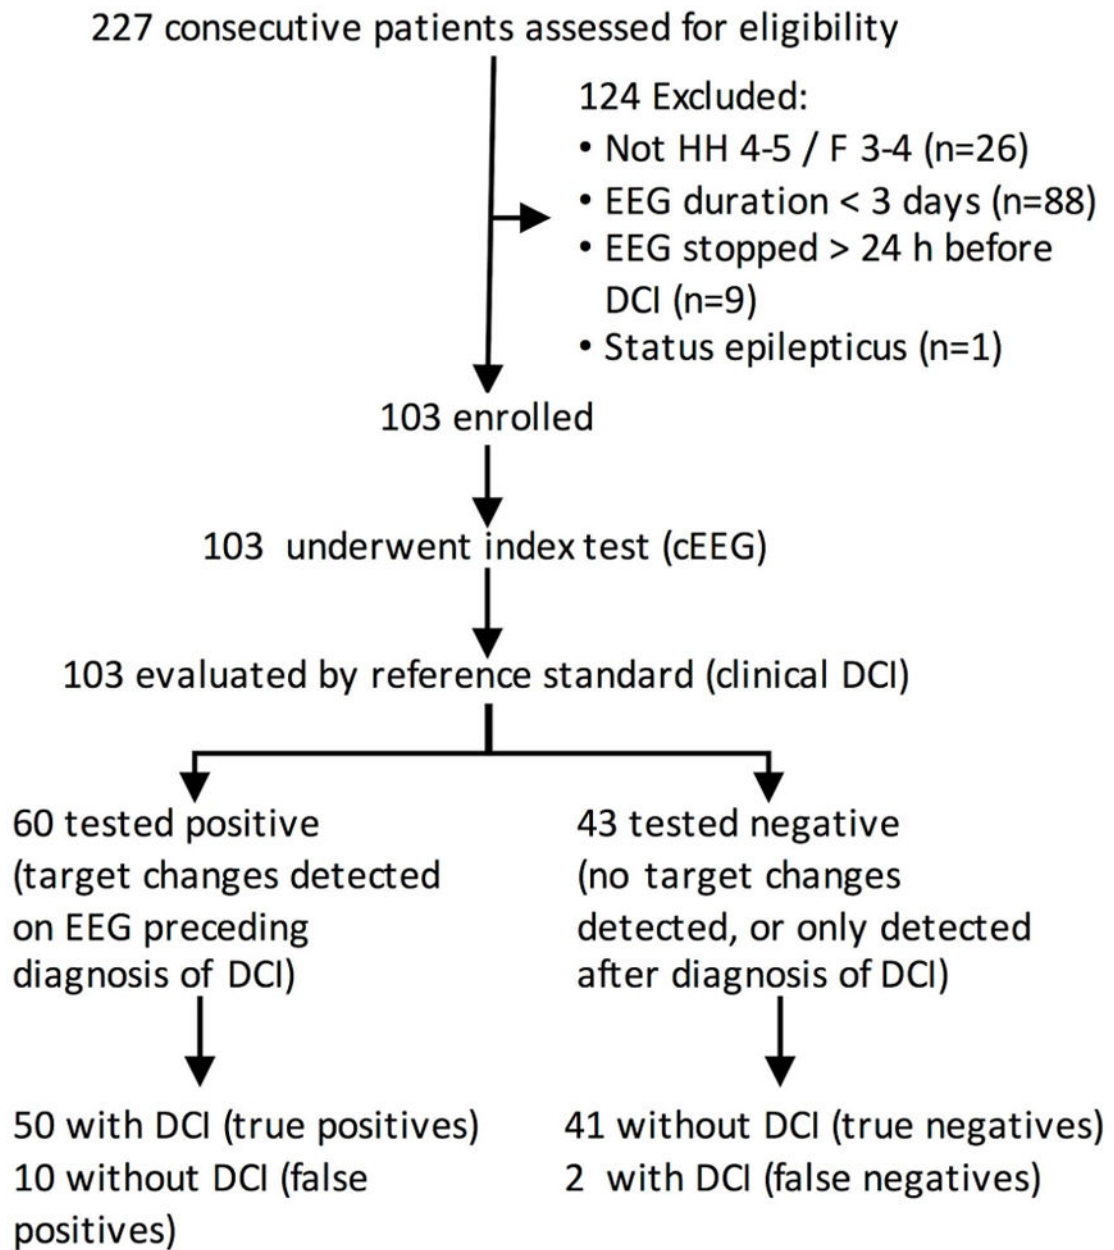 227 consecutive patients assessed for eligibility
124 Excluded:
• Not HH 4-5 / F 3-4 (n=26)
• EEG duration < 3 days (n=88)
• EEG stopped > 24 h before
DCI (n=9)
• Status epilepticus (n=1)
103 enrolled
103 underwent index test (cEEG)
103 evaluated by reference standard (clinical DCI)
60 tested positive
(target changes detected
on EEG preceding
diagnosis of DCI)
43 tested negative
(no target changes
detected, or only detected
after diagnosis of DCI)
50 with DCI (true positives)
10 without DCI (false
positives)
41 without DCI (true negatives)
2 with DCI (false negatives)